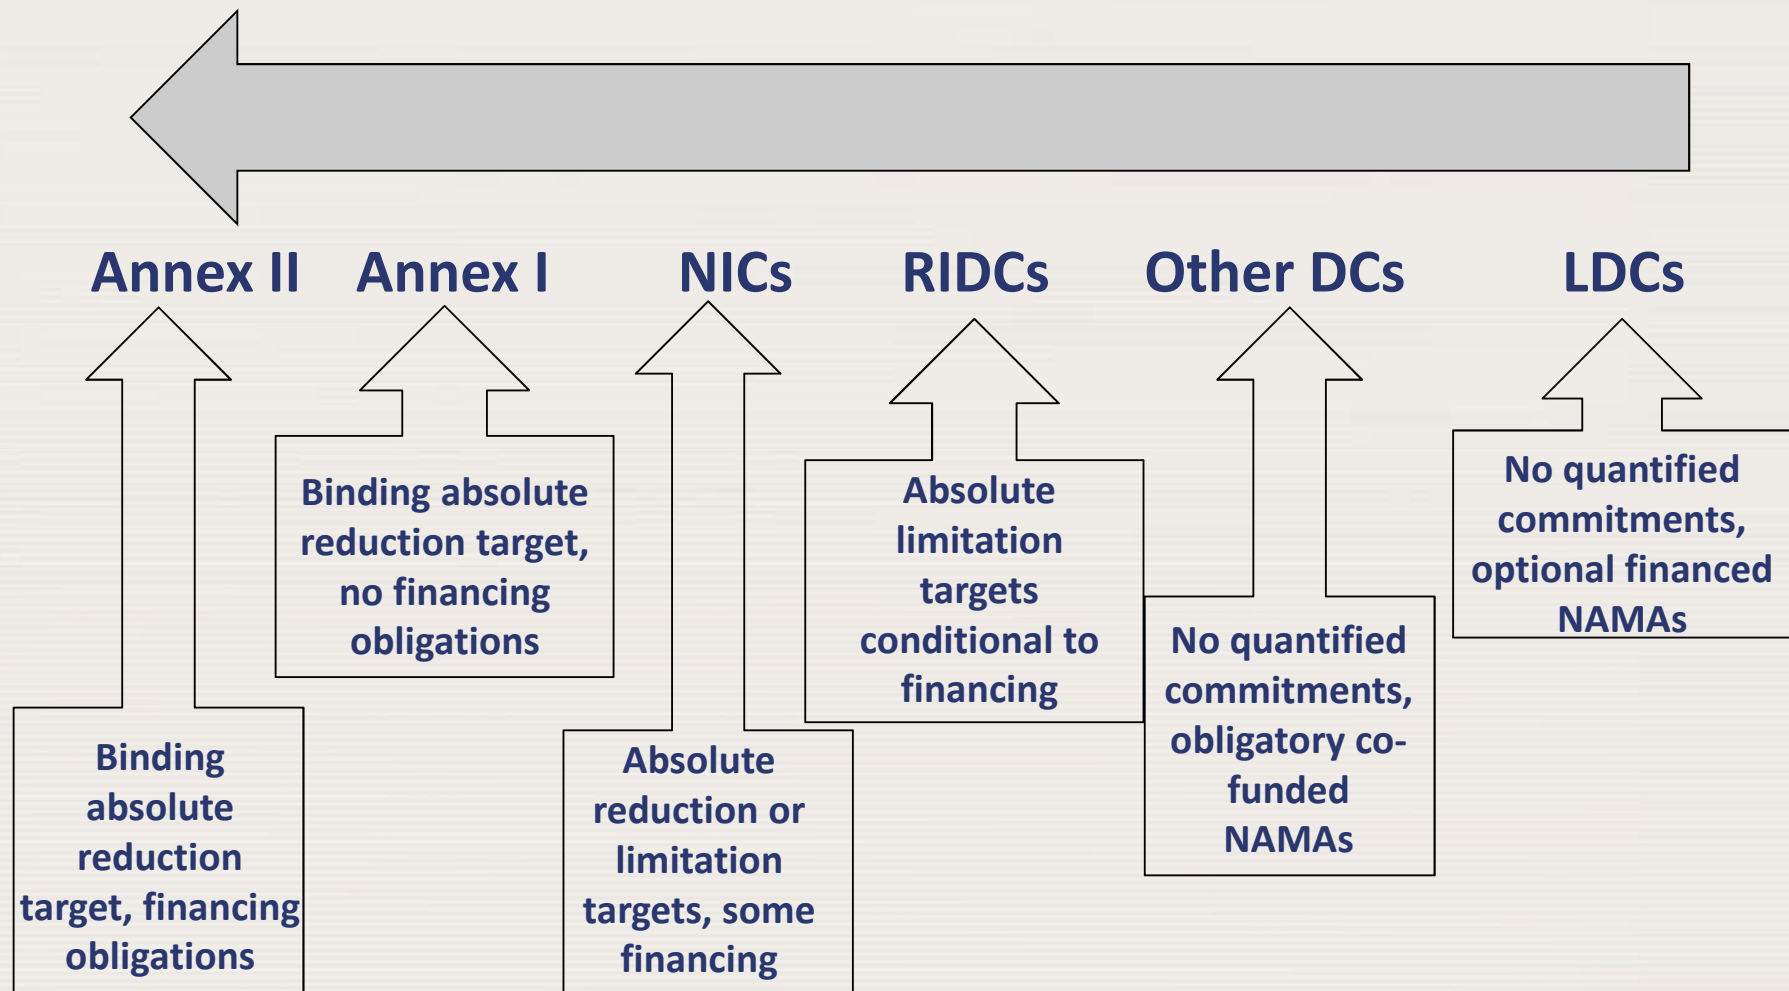 Annex II
Annex I
NICs
RIDCs
Other DCs
LDCs
Binding
absolute
reduction
target, financing
obligations
Binding absolute
reduction target,
no financing
obligations
Absolute
reduction or
limitation
targets, some
financing
Absolute
limitation
targets
conditional to
financing
No quantified
commitments,
obligatory co-
funded
NAMAs
No quantified
commitments,
optional financed
NAMAs